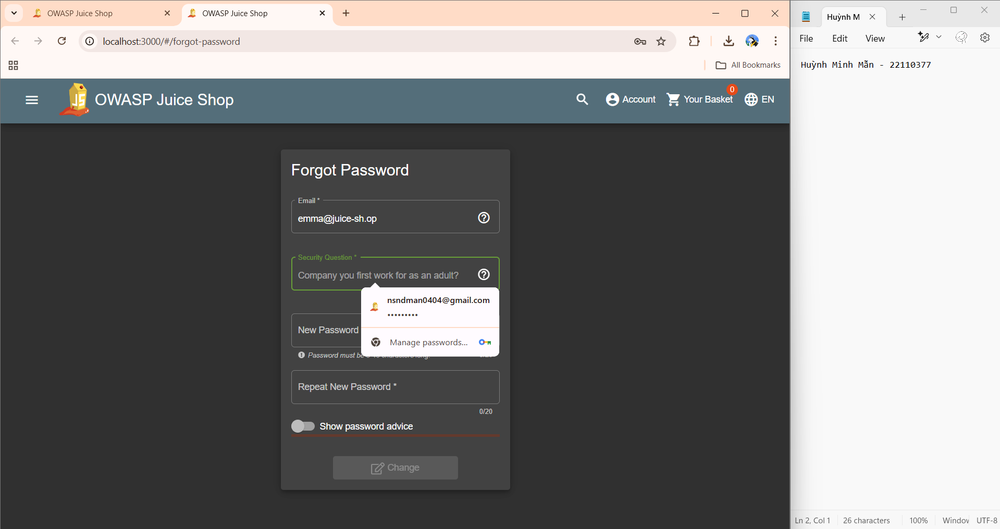 OWASP Juice Shop
OWASP Juice Shop
localhost:3000/#/forgot-password
All Bookmarks
OWASP Juice Shop
Account
0
Your Basket
EN
Forgot Password
Email *
emma@juice-sh.op
Security Question *
Company you first work for as an adult?
nsndman0404@gmail.com
•••••••••
New Password
Manage passwords...
Password must be
Repeat New Password *
0/20
Show password advice
Change
Huỳnh M
File Edit View
Huỳnh Minh Mẫn - 22110377
Ln 2, Col 1 26 characters 100% Window UTF-8